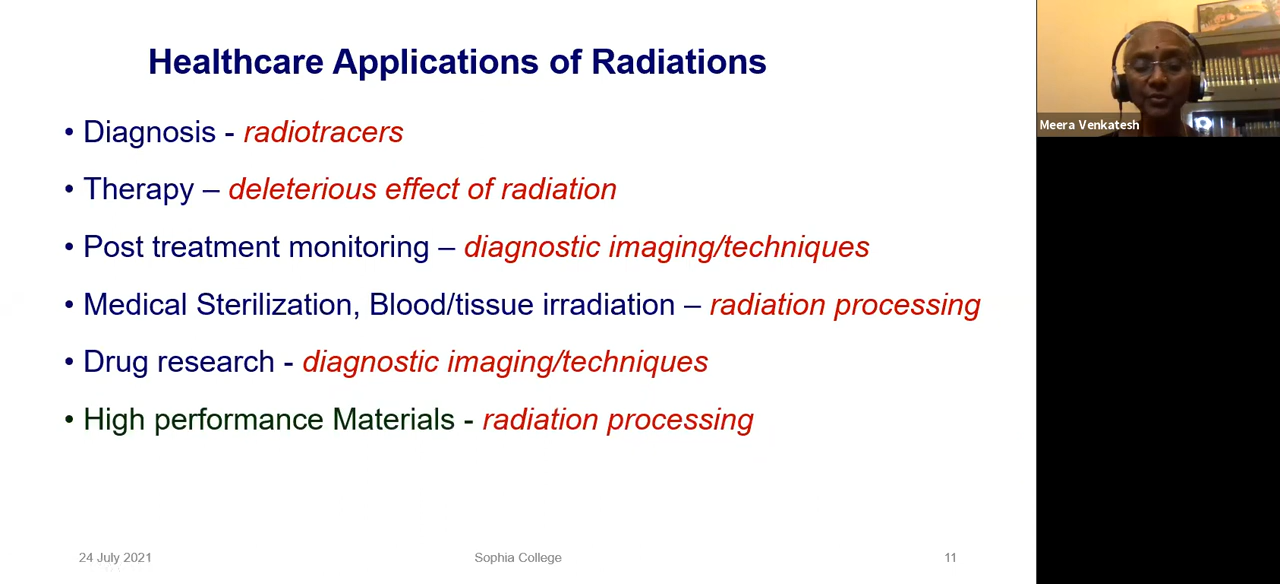 Healthcare Applications of Radiations
• Diagnosis - radiotracers
• Therapy – deleterious effect of radiation
• Post treatment monitoring – diagnostic imaging/techniques
• Medical Sterilization, Blood/tissue irradiation – radiation processing
• Drug research - diagnostic imaging/techniques
• High performance Materials - radiation processing
24 July 2021
Sophia College
11
Meera Venkatesh